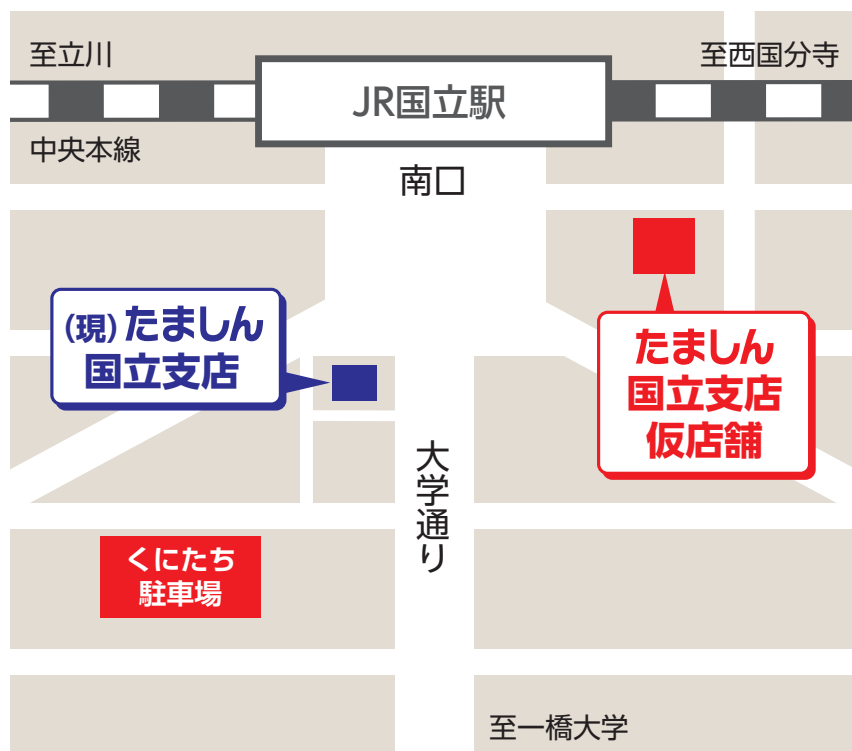 至立川
至西国分寺
JR国立駅
中央本線
南口
(現)たましん
国立支店
たましん
国立支店
仮店舗
大学通り
くにたち
駐車場
至一橋大学